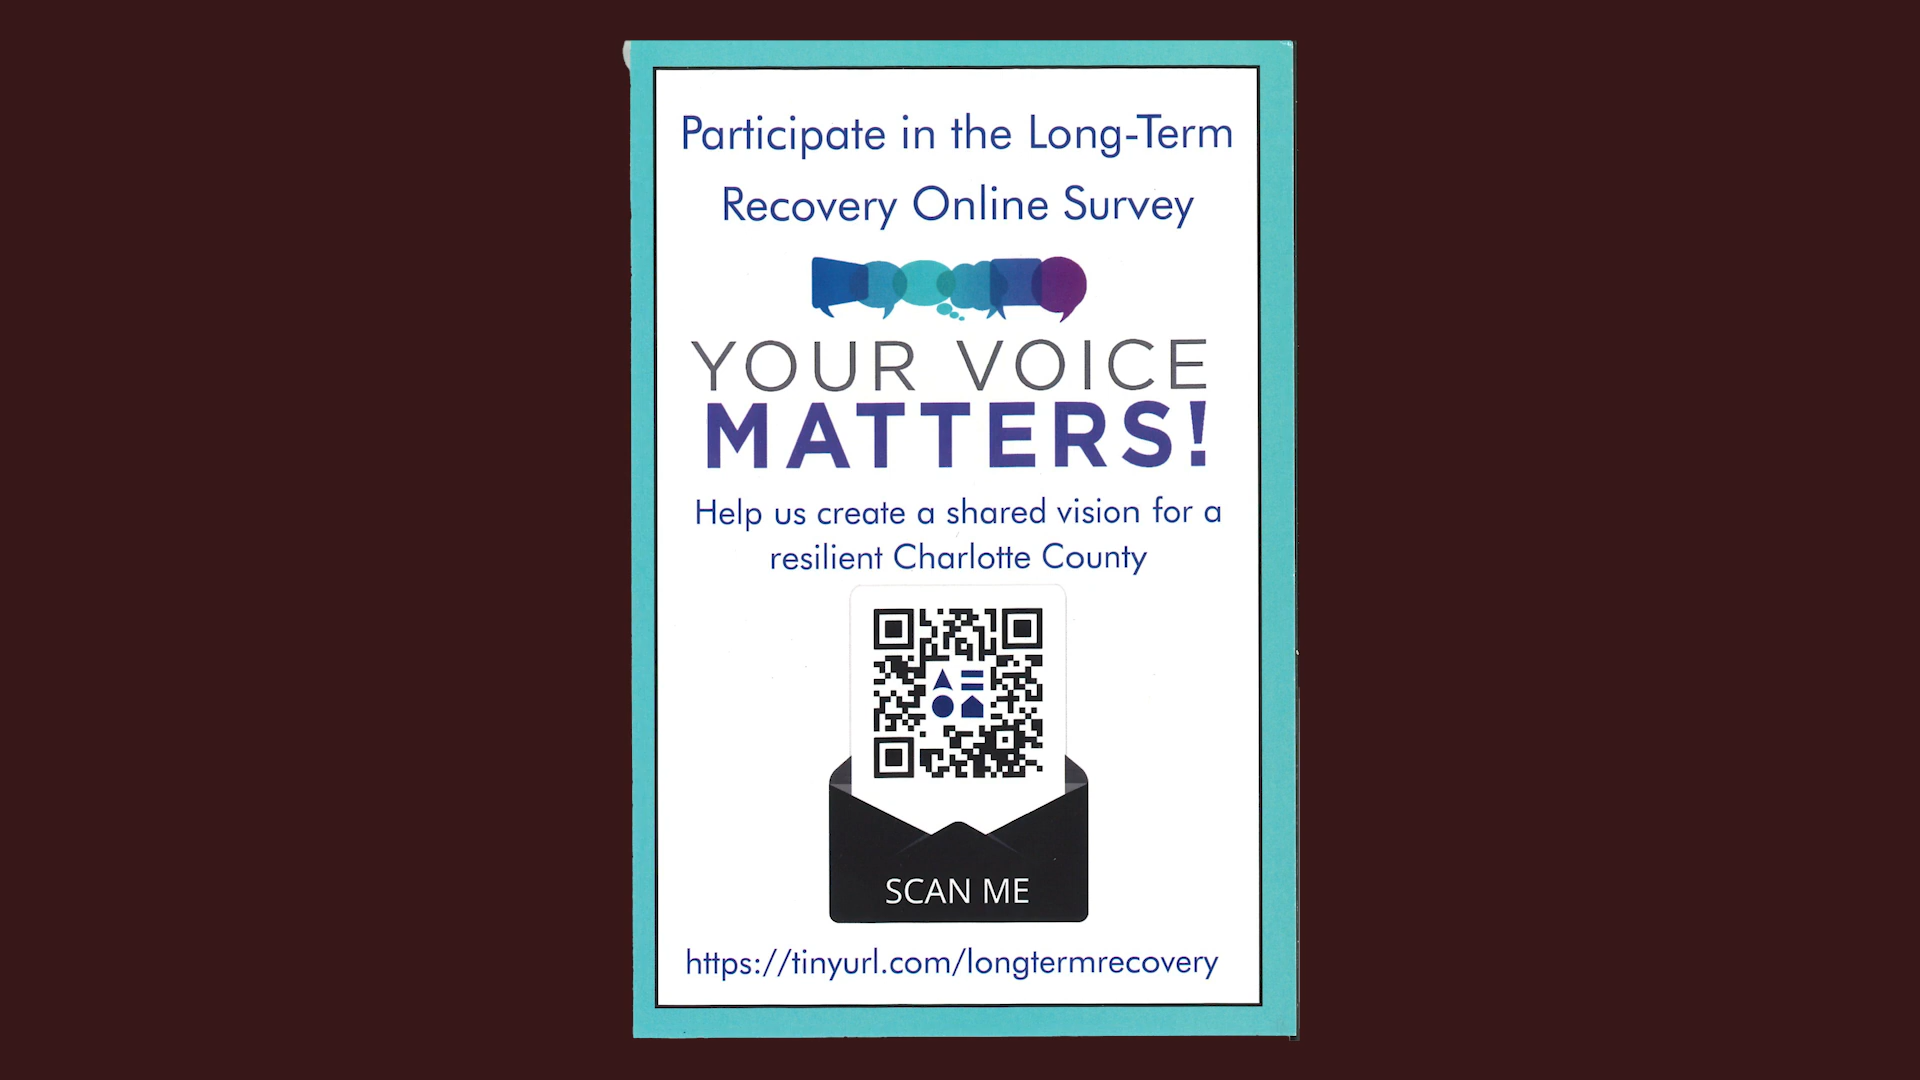 Participate in the Long-Term
Recovery Online Survey
YOUR VOICE
MATTERS!
Help us create a shared vision for a
resilient Charlotte County
SCAN ME
https://tinyurl.com/longtermrecovery